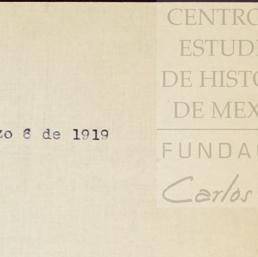 CENTRO
ESTUDI
DE HISTO
DE MEX
FUNDA
Carlos
zo 6 de 1919